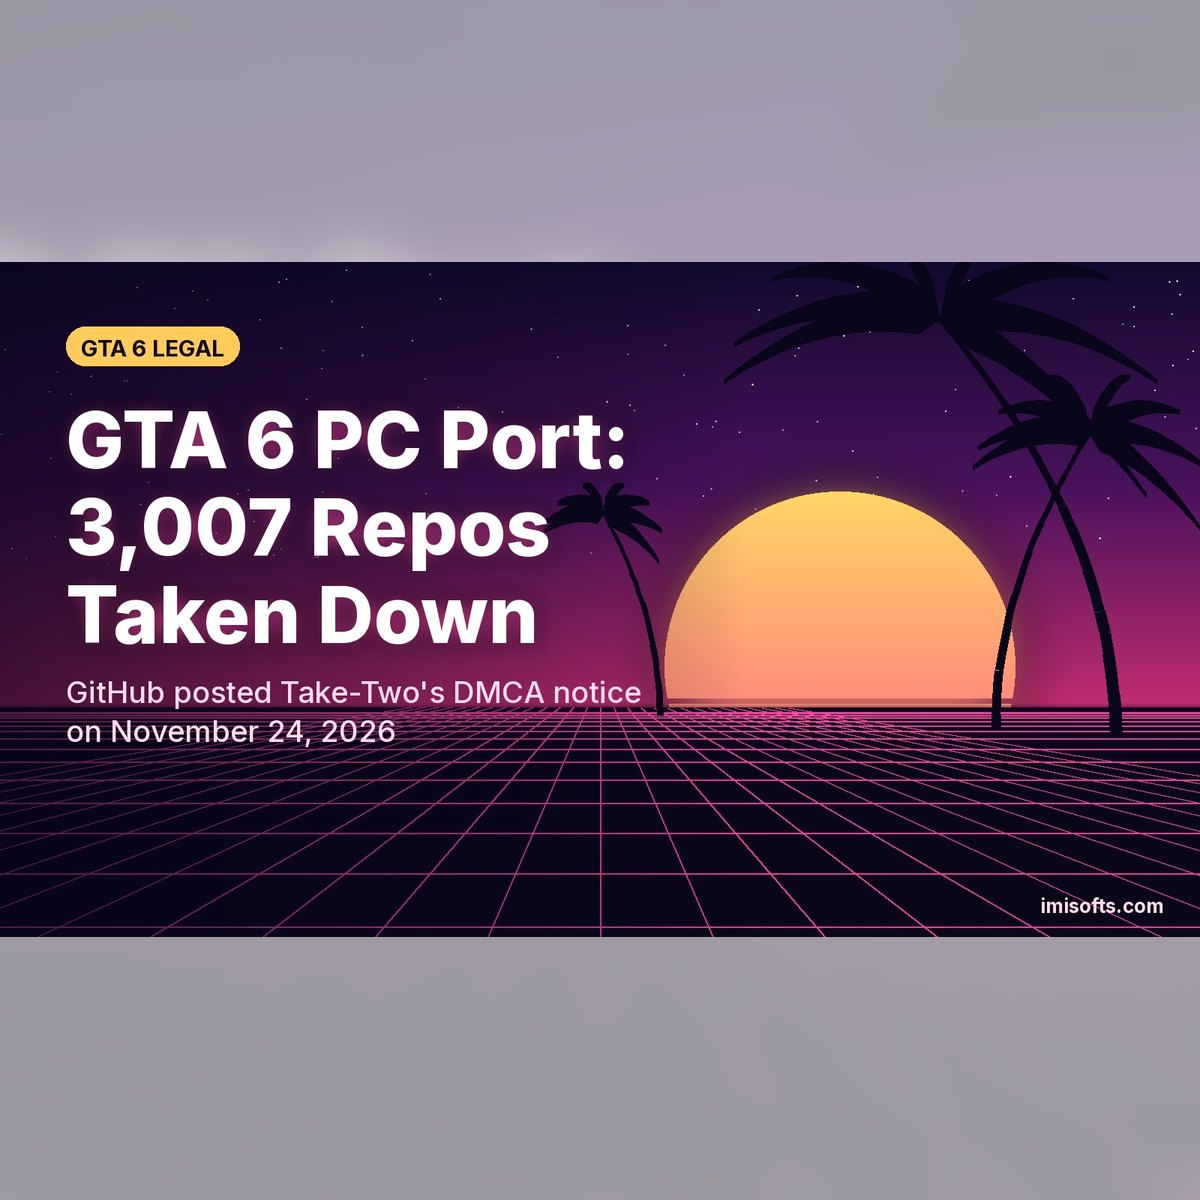 GTA 6 LEGAL
GTA 6 PC Port:
3,007 Repos
Taken Down
GitHub posted Take-Two's DMCA notice
on November 24, 2026
imisofts.com